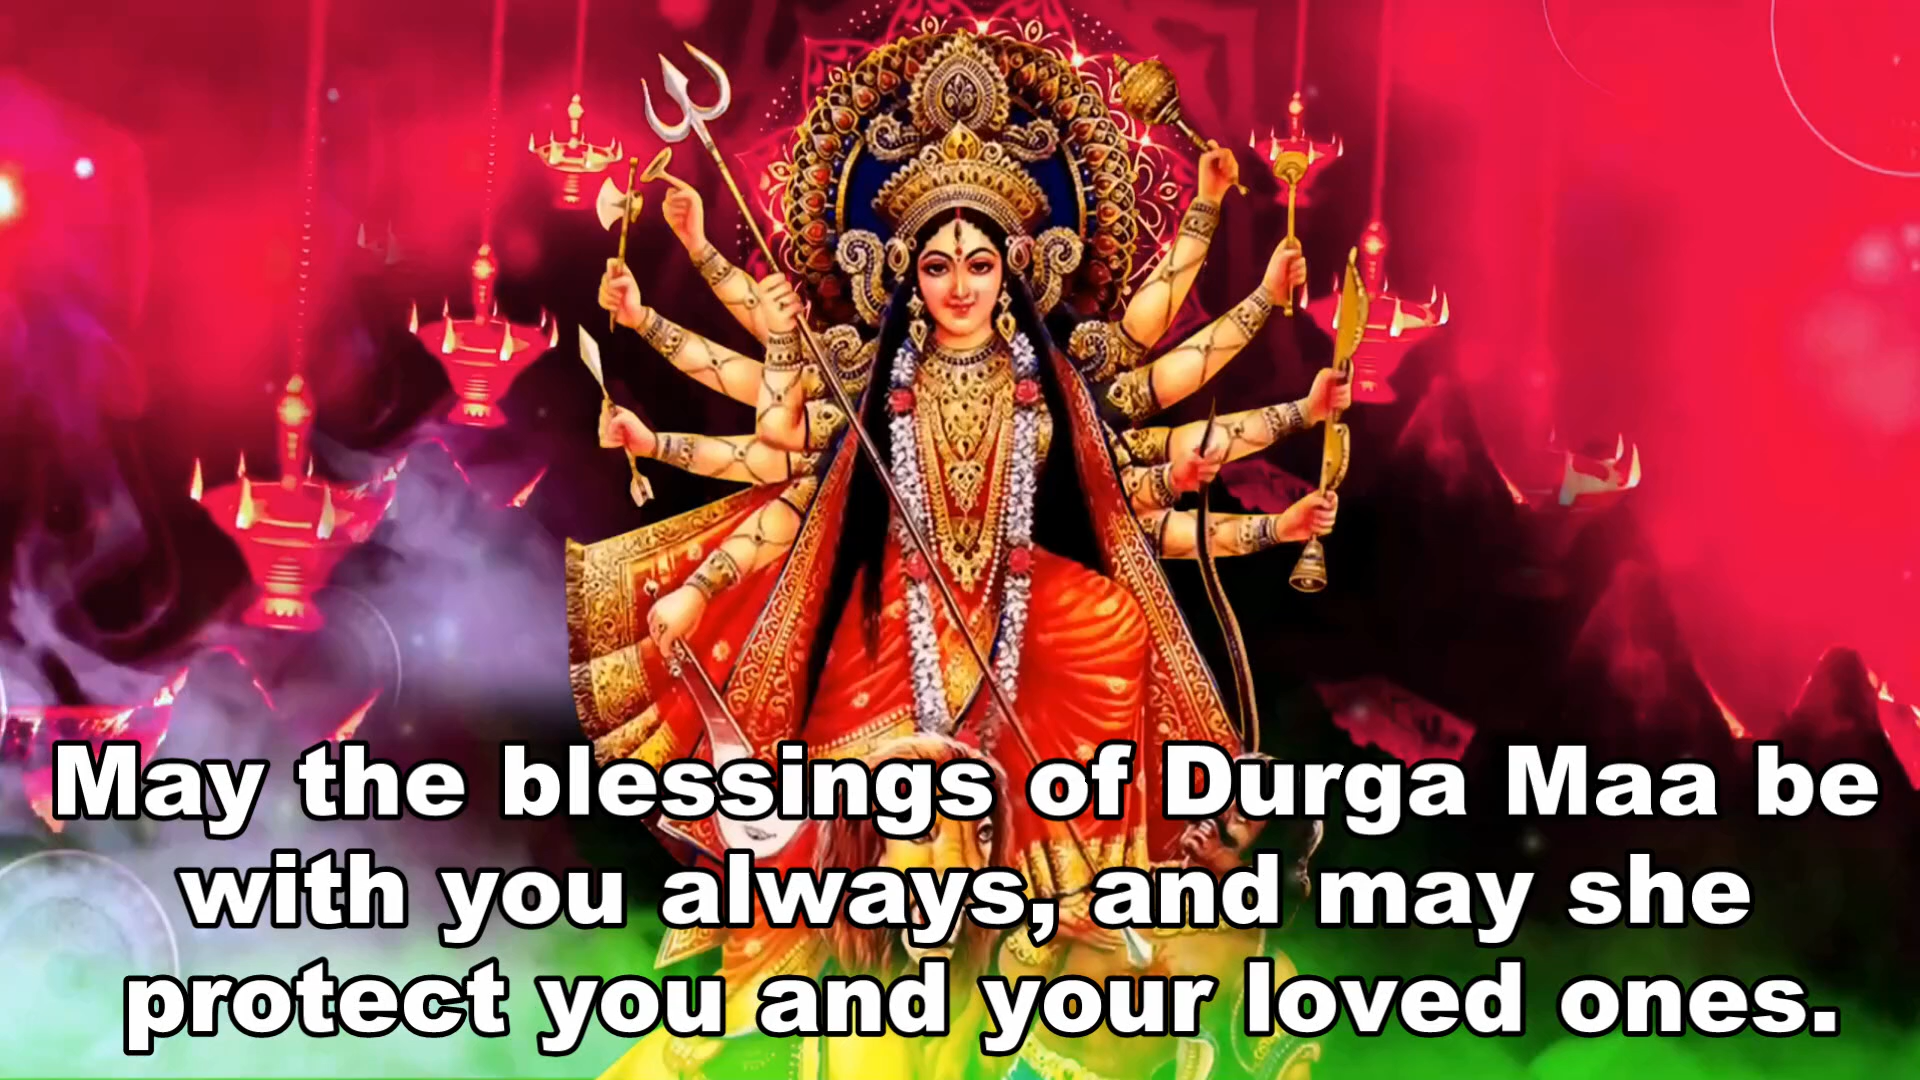 May the blessings of Durga Maa be
with you always, and may she
protect you and your loved ones.